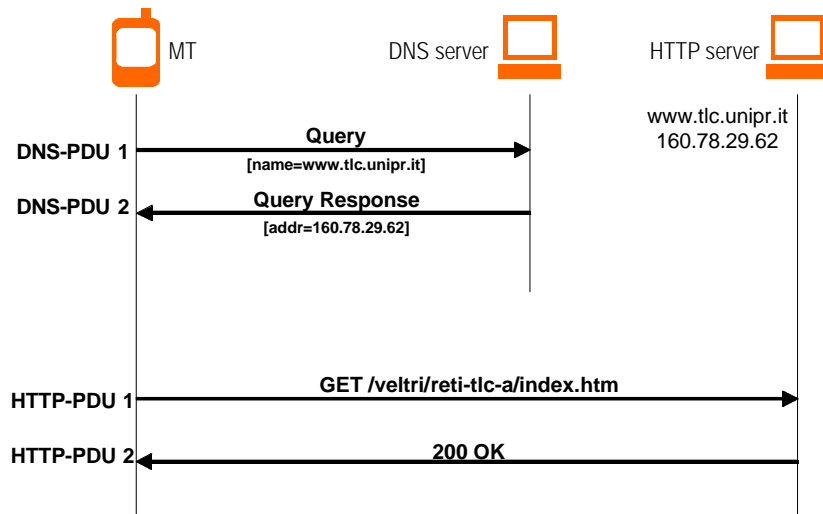 MT
DNS server
HTTP server
www.tlc.unipr.it
160.78.29.62
DNS-PDU 1
Query
[name=www.tlc.unipr.it]
DNS-PDU 2
Query Response
[addr=160.78.29.62]
HTTP-PDU 1
GET /veltri/reti-tlc-a/index.htm
HTTP-PDU 2
200 OK